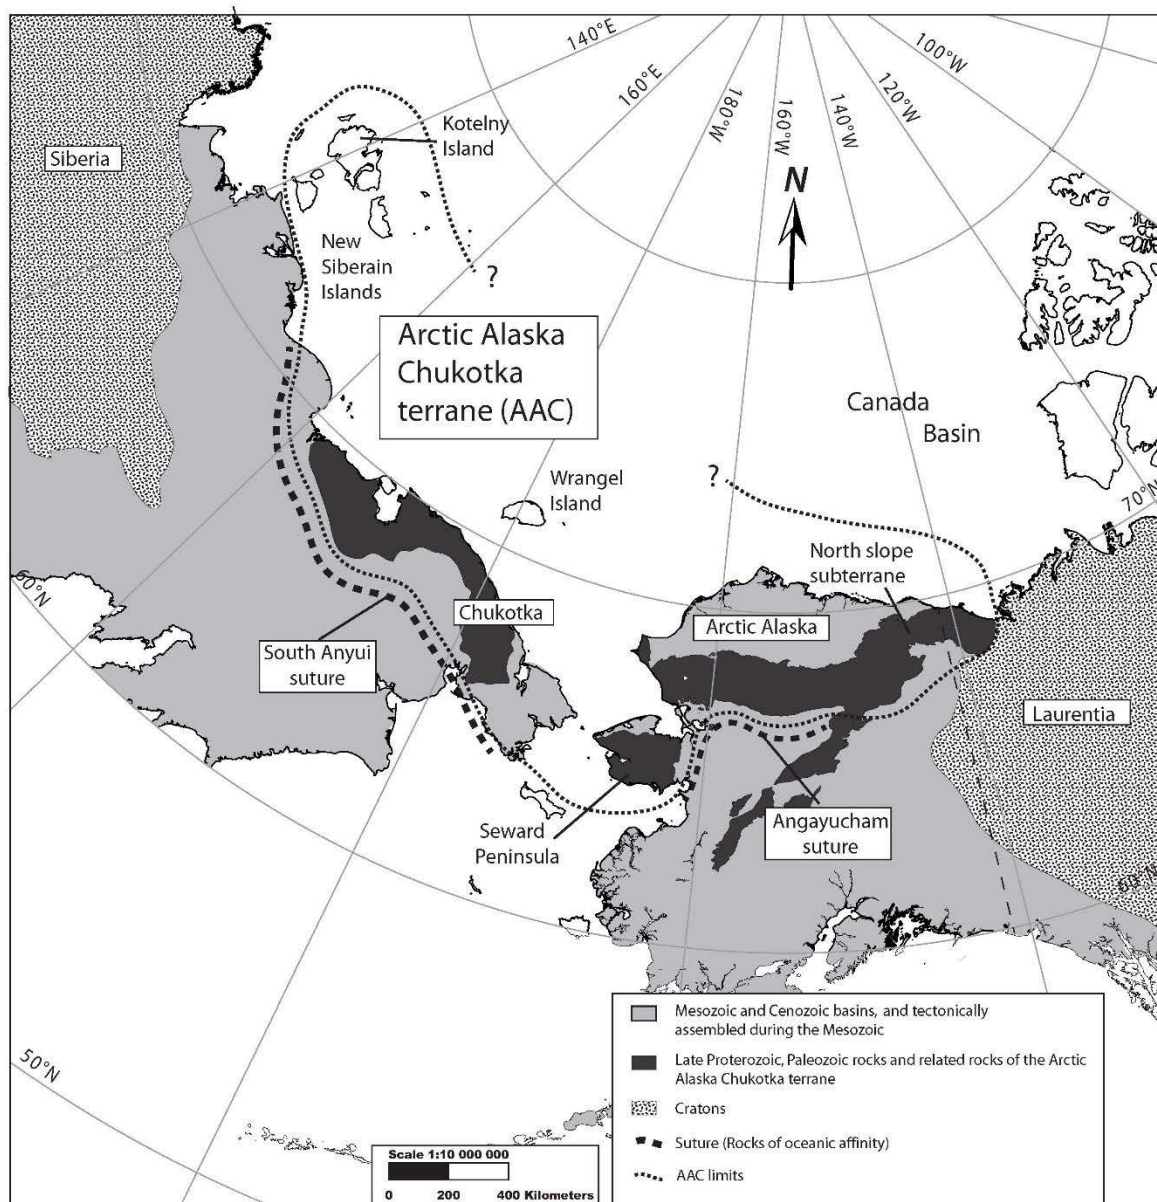 140°E
160°E
180°W
160°W
140°W
120°W
100°W
Kotelny
Island
Siberia
N
New
Siberain
Islands
?
Arctic Alaska
Chukotka
terrane (AAC)
Canada
Basin
Wrangel
Island
?
70°N
North slope
subterrane
60°N
Chukotka
Arctic Alaska
South Anyui
suture
Laurentia
Seward
Peninsula
Angayucham
suture
60°N
50°N
Mesozoic and Cenozoic basins, and tectonically
assembled during the Mesozoic
Late Proterozoic, Paleozoic rocks and related rocks of the Arctic
Alaska Chukotka terrane
Cratons
Suture (Rocks of oceanic affinity)
AAC limits
Scale 1:10 000 000
0 200 400 Kilometers